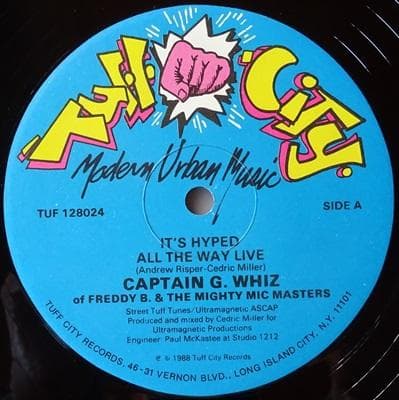 Tuff City
Modern Urban Music
TUF 128024
SIDE A
IT'S HYPED
ALL THE WAY LIVE
(Andrew Risper-Cedric Miller)
CAPTAIN G. WHIZ
of FREDDY B. & THE MIGHTY MIC MASTERS
Street Tuff Tunes/Ultramagnetic ASCAP
Produced and mixed by Cedric Miller for
Ultramagnetic Productions
Engineer: Paul McKastee at Studio 1212
℗ © 1988 Tuff City Records
TUFF CITY RECORDS, 46-31 VERNON BLVD., LONG ISLAND CITY, N.Y. 11101